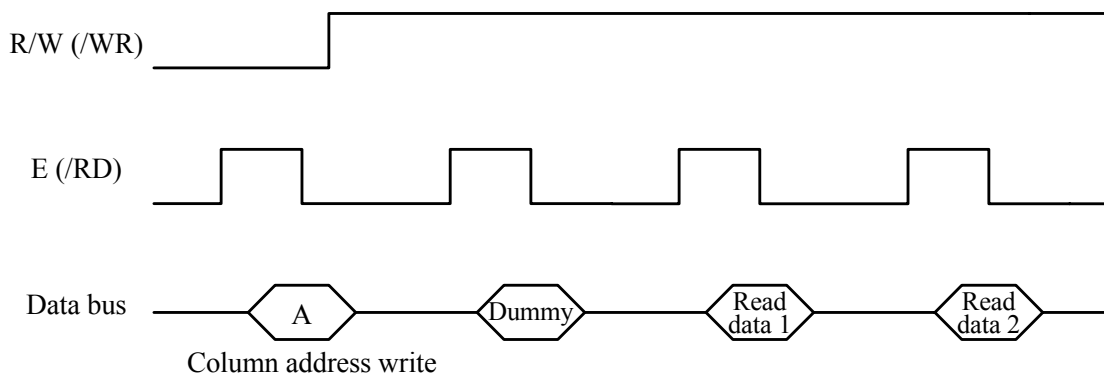 R/W (/WR)
E (/RD)
Data bus
A
Dummy
Read
data 1
Read
data 2
Column address write